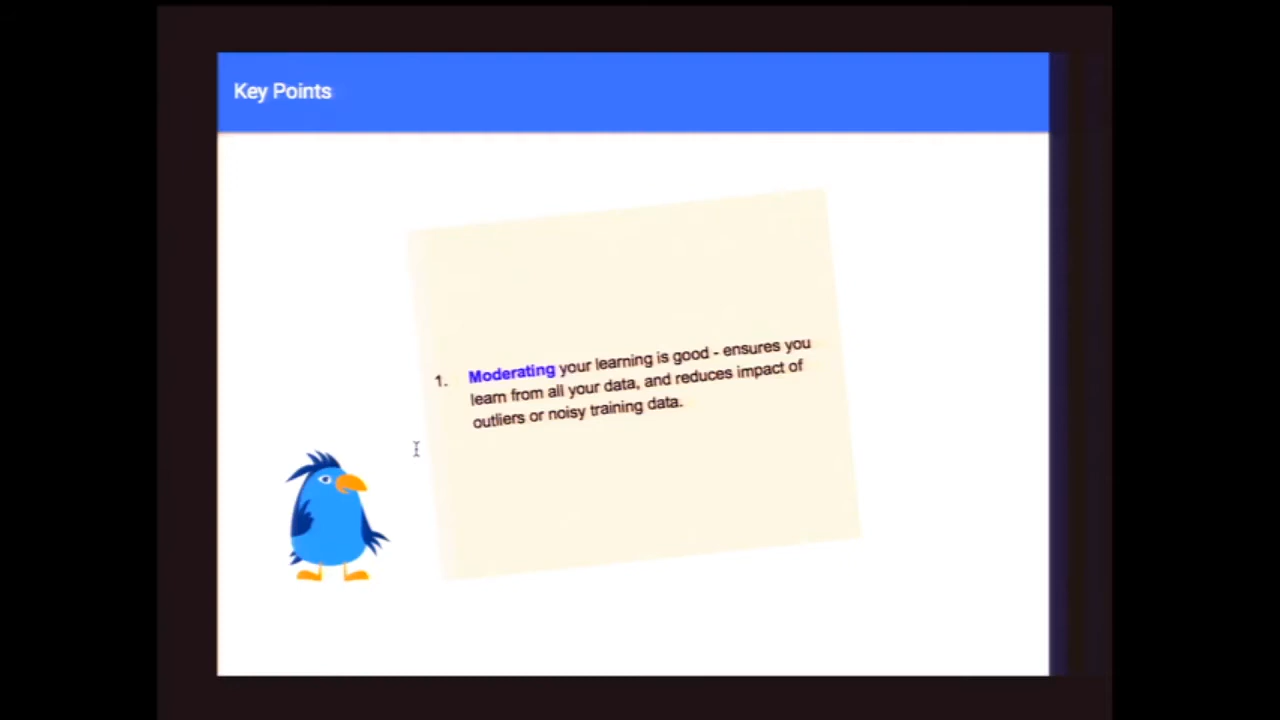 Key Points
1. Moderating your learning is good - ensures you
learn from all your data, and reduces impact of
outliers or noisy training data.